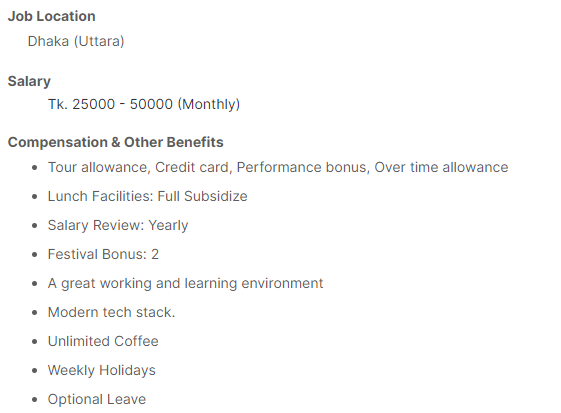 Job Location
Dhaka (Uttara)
Salary
Tk. 25000 - 50000 (Monthly)
Compensation & Other Benefits
• Tour allowance, Credit card, Performance bonus, Over time allowance
• Lunch Facilities: Full Subsidize
• Salary Review: Yearly
• Festival Bonus: 2
• A great working and learning environment
• Modern tech stack.
• Unlimited Coffee
• Weekly Holidays
• Optional Leave